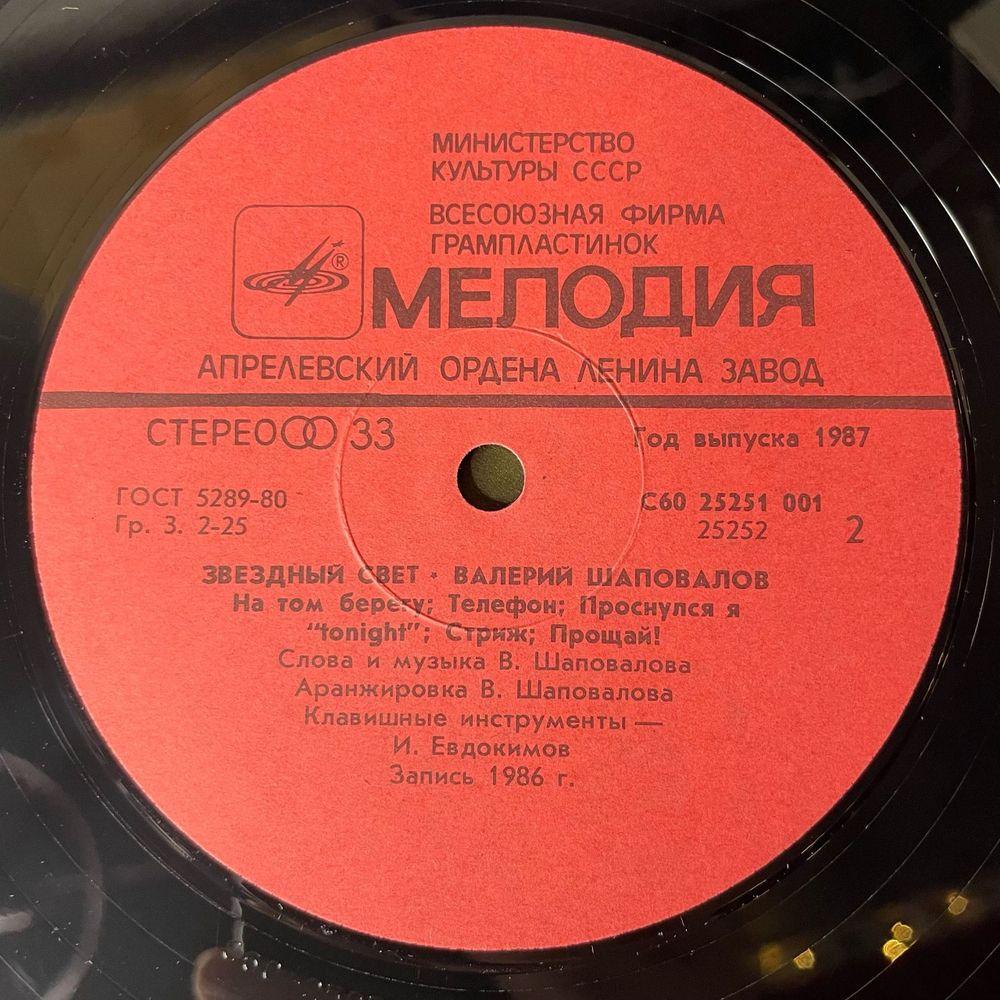 МИНИСТЕРСТВО
КУЛЬТУРЫ СССР
ВСЕСОЮЗНАЯ ФИРМА
ГРАМПЛАСТИНОК
®
МЕЛОДИЯ
АПРЕЛЕВСКИЙ ОРДЕНА ЛЕНИНА ЗАВОД
СТЕРЕО 33
Год выпуска 1987
ГОСТ 5289-80
Гр. 3. 2-25
С60 25251 001
25252
2
ЗВЕЗДНЫЙ СВЕТ · ВАЛЕРИЙ ШАПОВАЛОВ
На том берегу; Телефон; Проснулся я
“tonight”; Стриж; Прощай!
Слова и музыка В. Шаповалова
Аранжировка В. Шаповалова
Клавишные инструменты —
И. Евдокимов
Запись 1986 г.